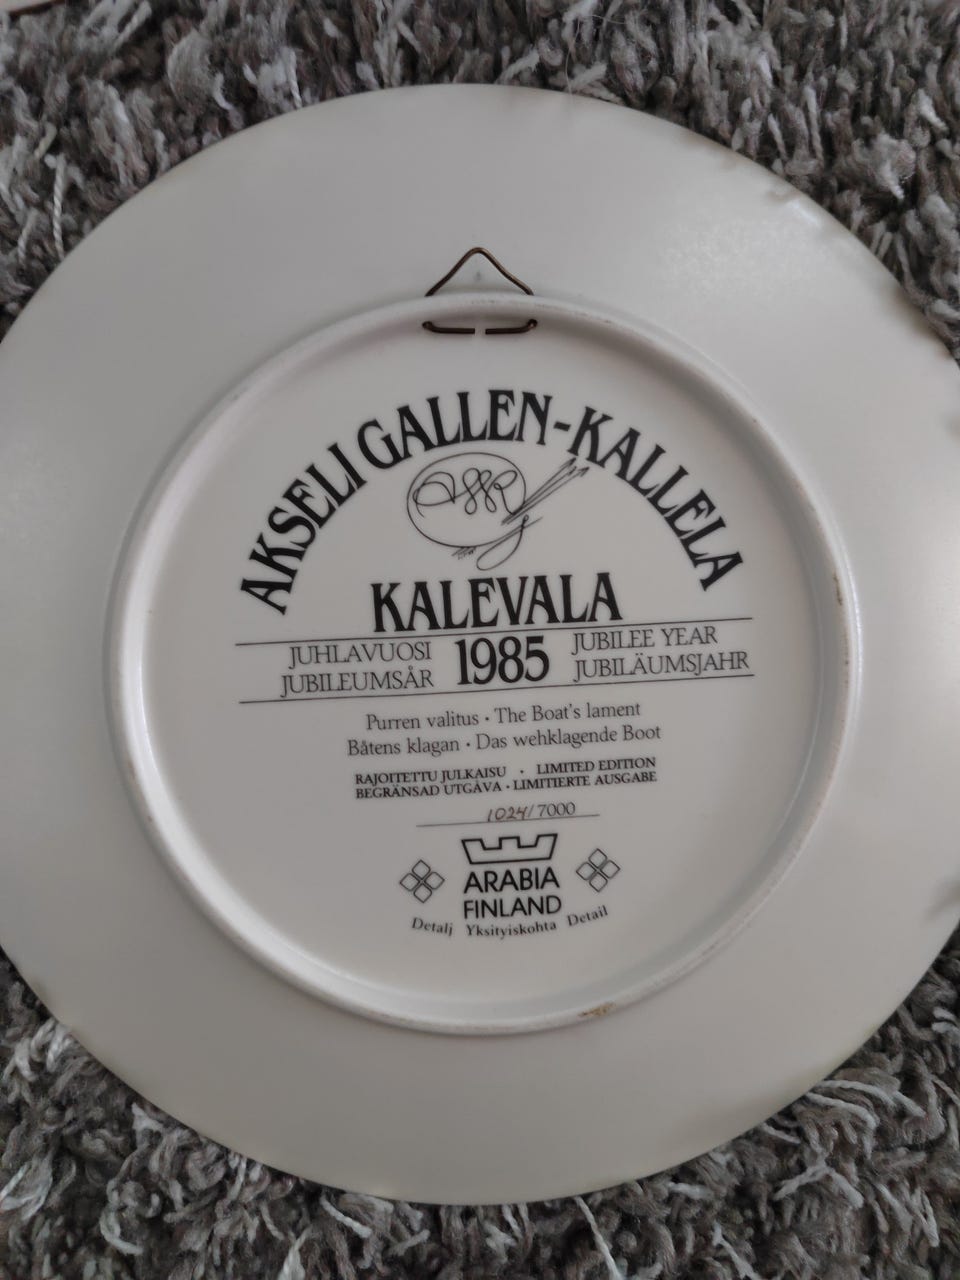 AKSELI GALLEN-KALLELA
KALEVALA
JUHLAVUOSI 1985 JUBILEE YEAR
JUBILEUMSÅR JUBILÄUMSJAHR
Purren valitus · The Boat's lament
Båtens klagan · Das wehklagende Boot
RAJOITETTU JULKAISU · LIMITED EDITION
BEGRÄNSAD UTGÅVA · LIMITIERTE AUSGABE
1024/7000
ARABIA
FINLAND
Detalj Yksityiskohta Detail